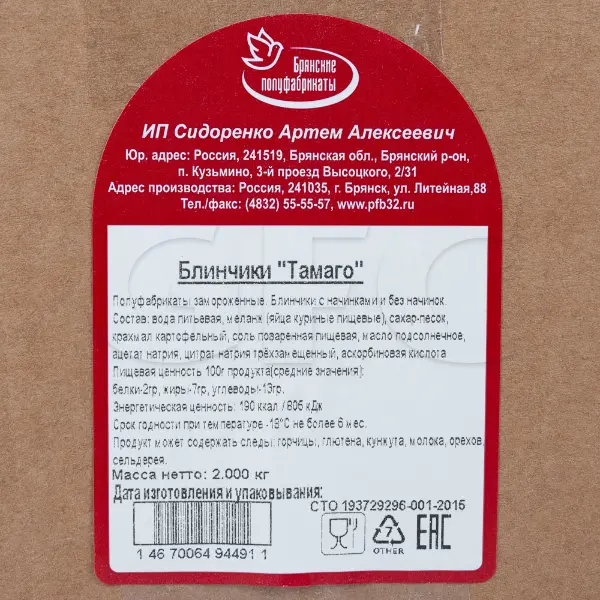 Брянские
полуфабрикаты
ИП Сидоренко Артем Алексеевич
Юр. адрес: Россия, 241519, Брянская обл., Брянский р-он,
п. Кузьмино, 3-й проезд Высоцкого, 2/31
Адрес производства: Россия, 241035, г. Брянск, ул. Литейная,88
Тел./факс: (4832) 55-55-57, www.pfb32.ru
Блинчики "Тамаго"
Полуфабрикаты замороженные. Блинчики с начинками и без начинок.
Состав: вода питьевая, меланж (яйца куриные пищевые), сахар-песок,
крахмал картофельный, соль поваренная пищевая, масло подсолнечное,
ацетат натрия, цитрат натрия трёхзамещенный, аскорбиновая кислота
Пищевая ценность 100г продукта(средние значения):
белки-2гр, жиры-7гр, углеводы-13гр.
Энергетическая ценность: 190 ккал / 805 кДж
Срок годности при температуре -18°С не более 6 мес.
Продукт может содержать следы: горчицы, глютена, кунжута, молока, орехов,
сельдерея.
Масса нетто: 2.000 кг
Дата изготовления и упаковывания:
СТО 193729296-001-2015
1 46 70064 94491 1
7
OTHER
EAC